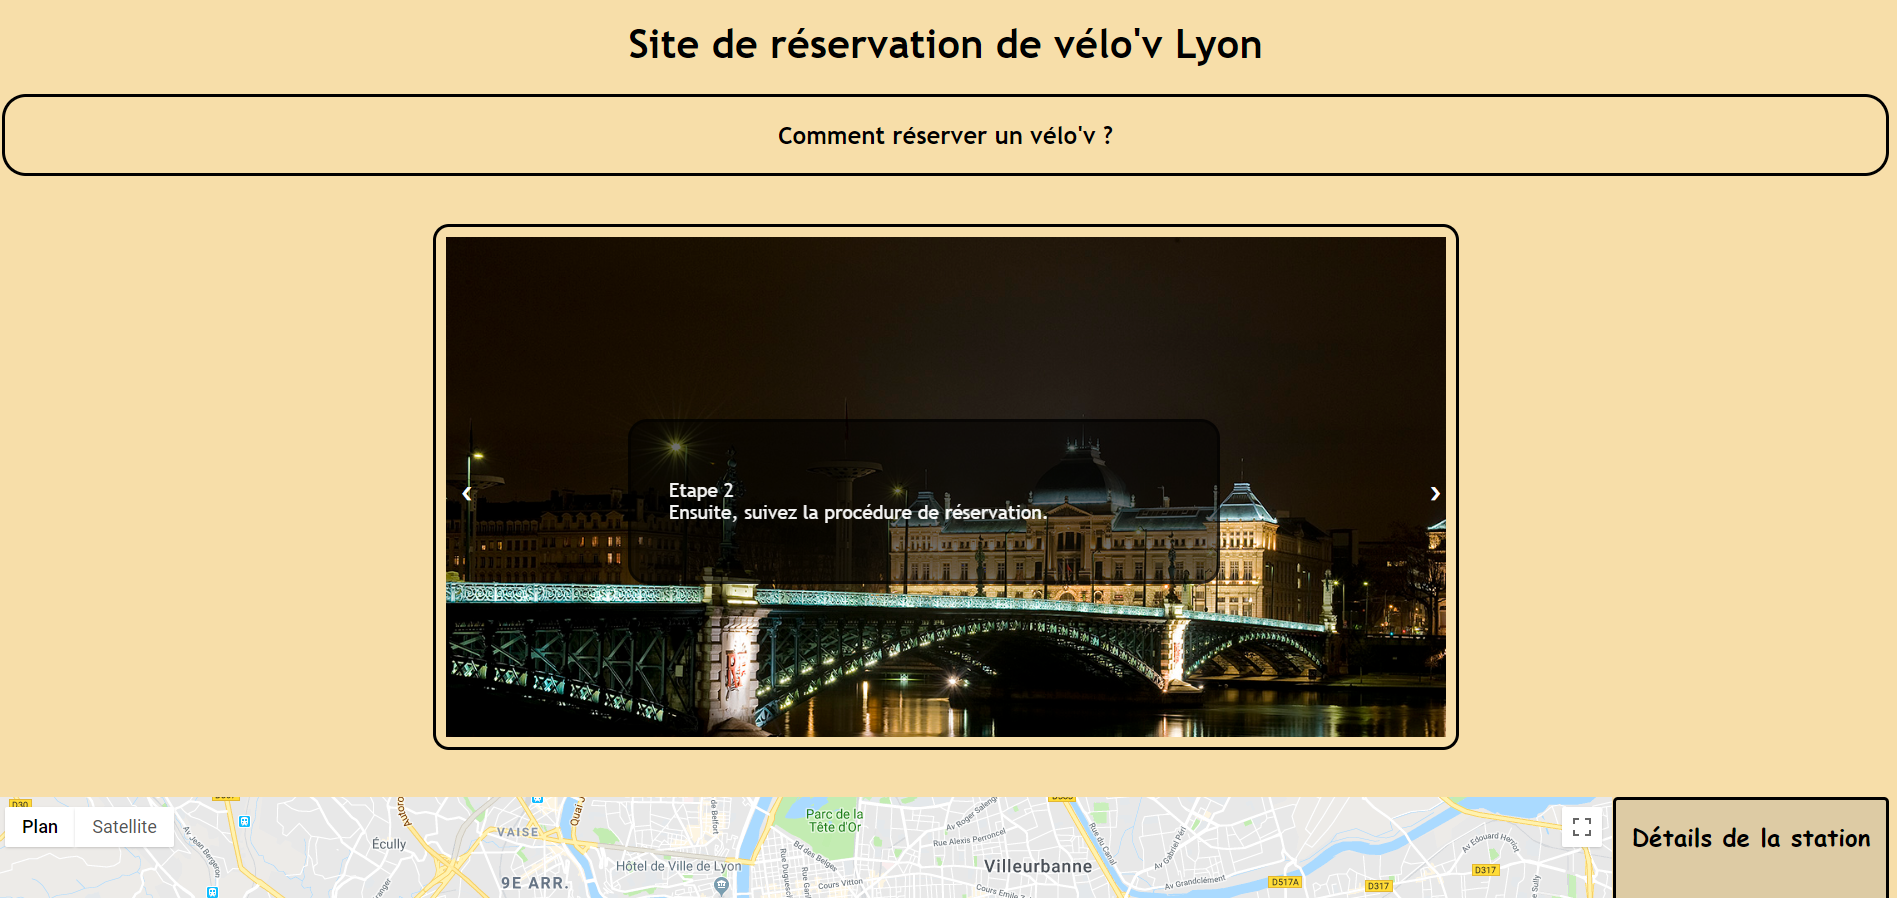 Site de réservation de vélo'v Lyon
Comment réserver un vélo'v ?
‹
›
Etape 2
Ensuite, suivez la procédure de réservation.
D30
Plan
Satellite
Av. Jean Bergeron
Écully
VAISE
9E ARR.
Hôtel de Ville de Lyon
Parc de la
Tête d'Or
Bd des Belges
Cours Vitton
Av Roger Saleng
Rue Alexis Perroncel
Villeurbanne
Cours Emile
Rue du Canal
Av Gabriel Péri
Av Grandclément
D517A
D317
D317
Av Edouard Herriot
Détails de la station